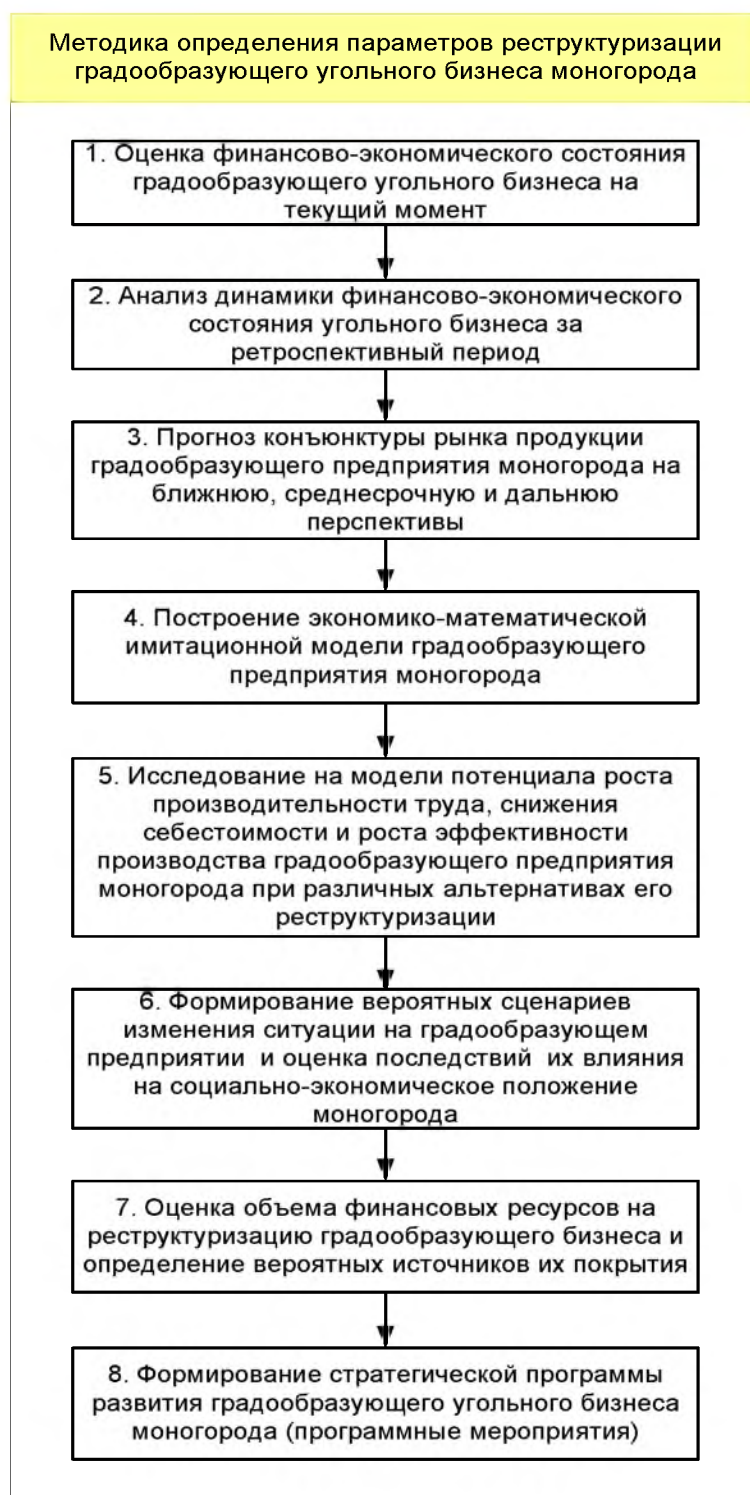 Методика определения параметров реструктуризации
градообразующего угольного бизнеса моногорода
1. Оценка финансово-экономического состояния
градообразующего угольного бизнеса на
текущий момент
2. Анализ динамики финансово-экономического
состояния угольного бизнеса за
ретроспективный период
3. Прогноз конъюнктуры рынка продукции
градообразующего предприятия моногорода на
ближнюю, среднесрочную и дальнюю
перспективы
4. Построение экономико-математической
имитационной модели градообразующего
предприятия моногорода
5. Исследование на модели потенциала роста
производительности труда, снижения
себестоимости и роста эффективности
производства градообразующего предприятия
моногорода при различных альтернативах его
реструктуризации
6. Формирование вероятных сценариев
изменения ситуации на градообразующем
предприятии и оценка последствий их влияния
на социально-экономическое положение
моногорода
7. Оценка объема финансовых ресурсов на
реструктуризацию градообразующего бизнеса и
определение вероятных источников их покрытия
8. Формирование стратегической программы
развития градообразующего угольного бизнеса
моногорода (программные мероприятия)